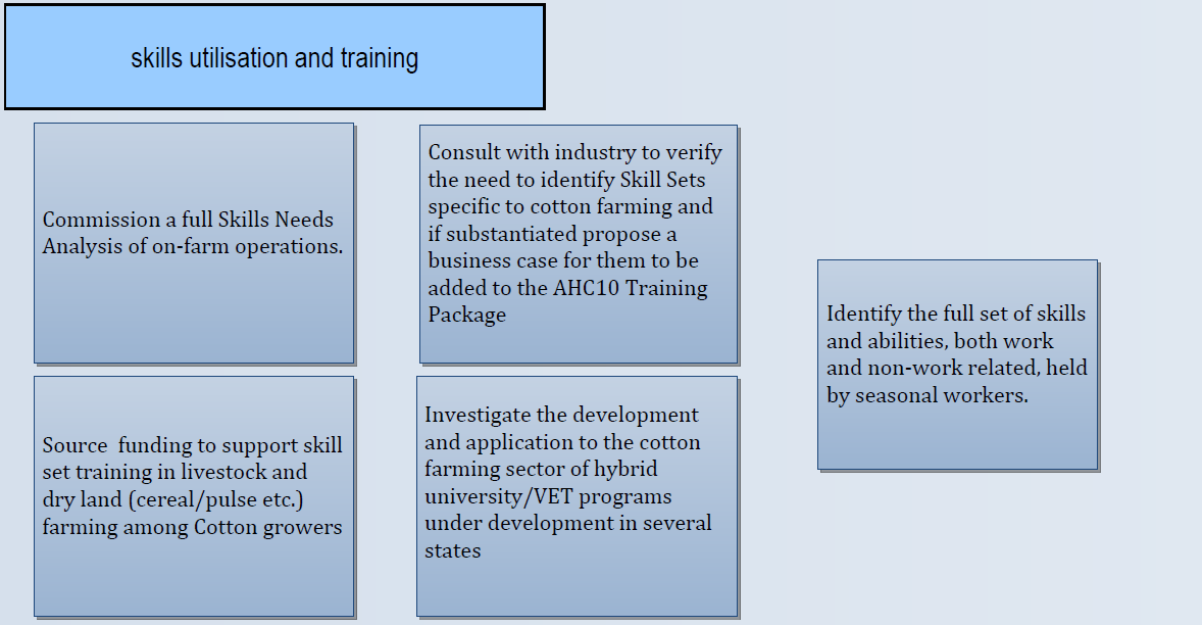 skills utilisation and training
Commission a full Skills Needs
Analysis of on-farm operations.
Consult with industry to verify
the need to identify Skill Sets
specific to cotton farming and
if substantiated propose a
business case for them to be
added to the AHC10 Training
Package
Identify the full set of skills
and abilities, both work
and non-work related, held
by seasonal workers.
Source  funding to support skill
set training in livestock and
dry land (cereal/pulse etc.)
farming among Cotton growers
Investigate the development
and application to the cotton
farming sector of hybrid
university/VET programs
under development in several
states